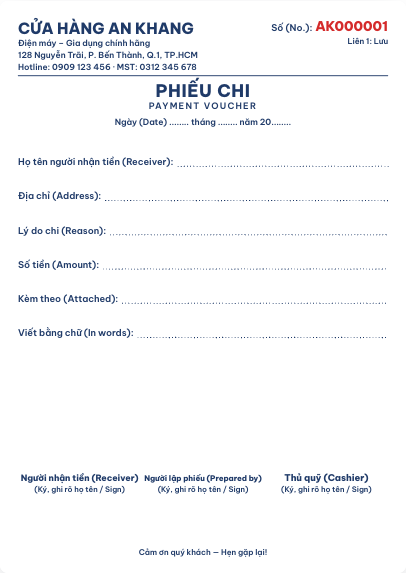 CỬA HÀNG AN KHANG
Điện máy – Gia dụng chính hãng
128 Nguyễn Trãi, P. Bến Thành, Q.1, TP.HCM
Hotline: 0909 123 456 · MST: 0312 345 678
Số (No.): AK000001
Liên 1: Lưu
PHIẾU CHI
PAYMENT VOUCHER
Ngày (Date) ........ tháng ........ năm 20........
Họ tên người nhận tiền (Receiver):
Địa chỉ (Address):
Lý do chi (Reason):
Số tiền (Amount):
Kèm theo (Attached):
Viết bằng chữ (In words):
Người nhận tiền (Receiver) Người lập phiếu (Prepared by) Thủ quỹ (Cashier)
(Ký, ghi rõ họ tên / Sign) (Ký, ghi rõ họ tên / Sign) (Ký, ghi rõ họ tên / Sign)
Cảm ơn quý khách — Hẹn gặp lại!